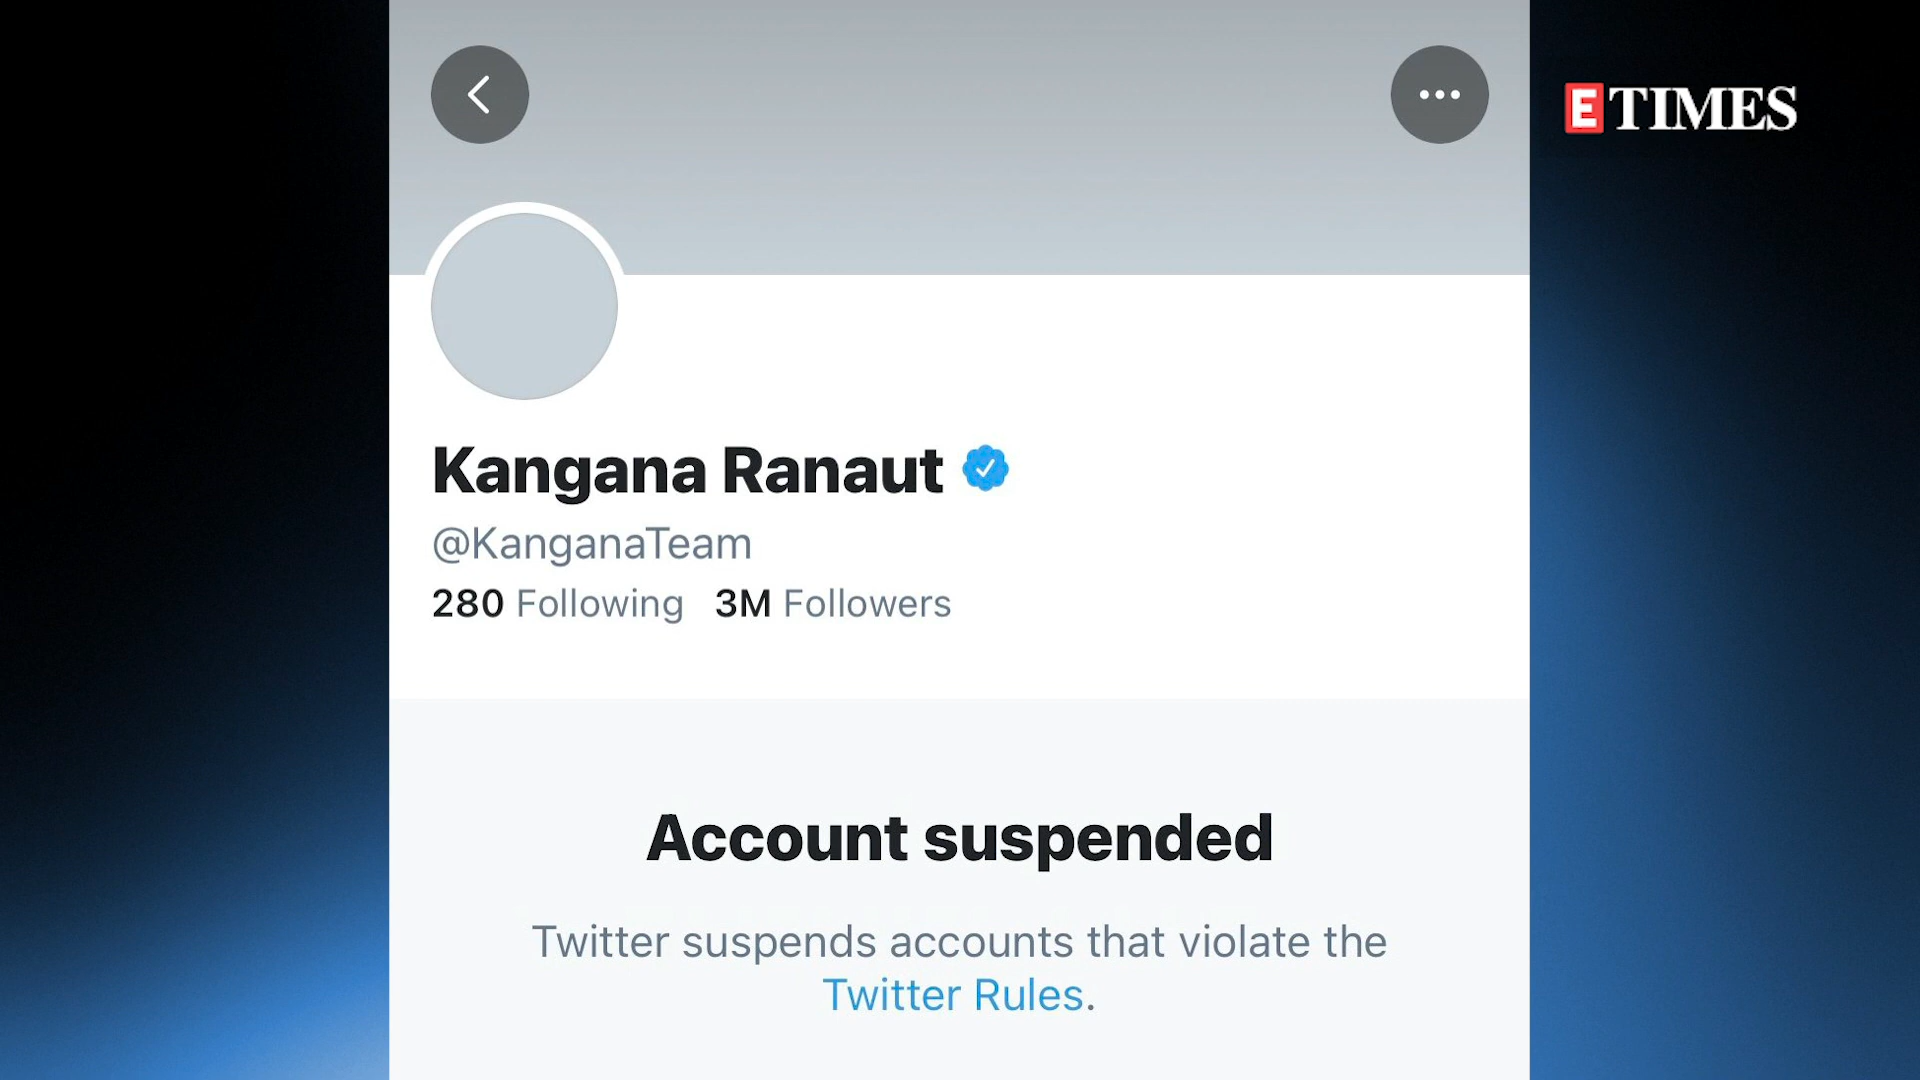 ETIMES
Kangana Ranaut
@KanganaTeam
280 Following 3M Followers
Account suspended
Twitter suspends accounts that violate the
Twitter Rules.